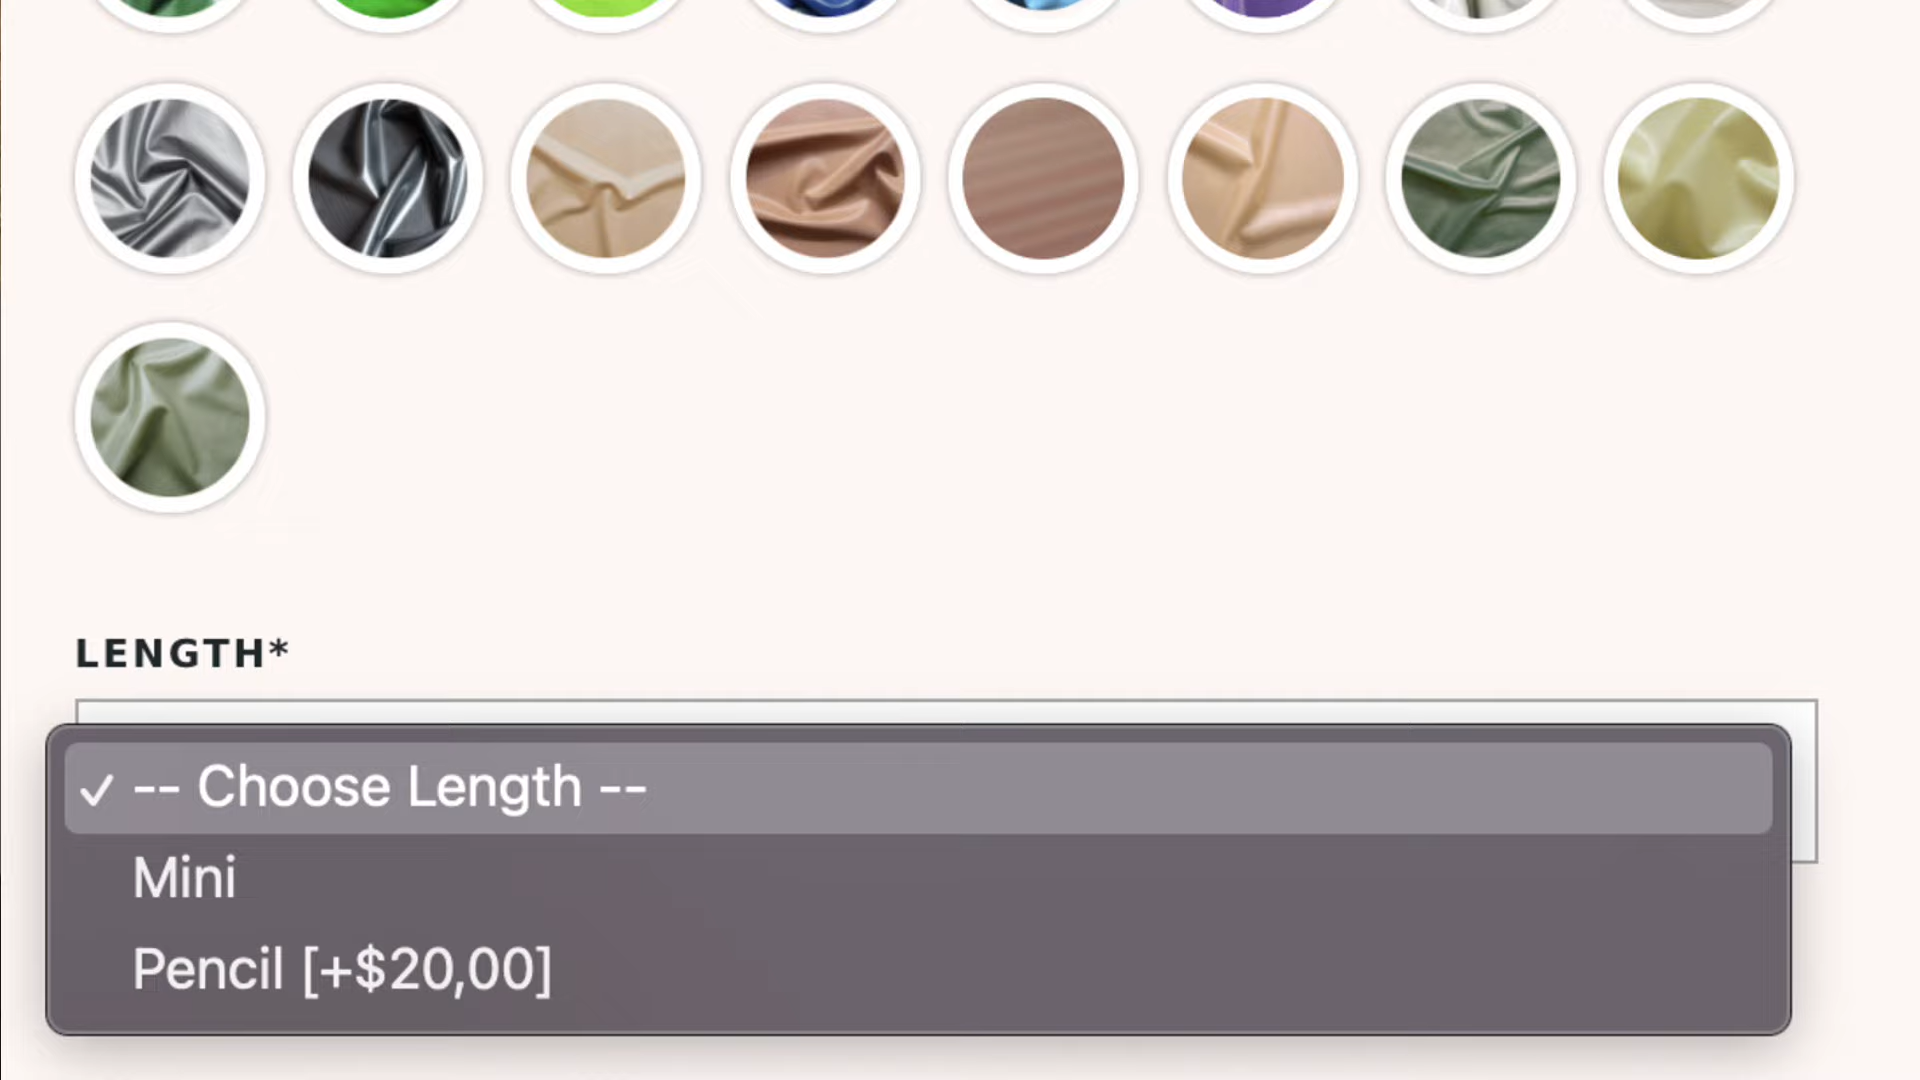 LENGTH*
✓ -- Choose Length --
Mini
Pencil [+$20,00]